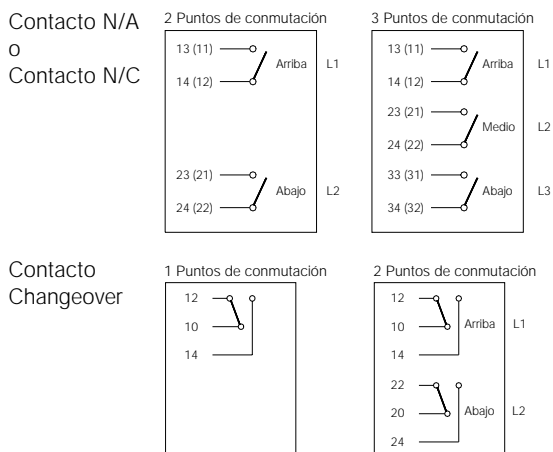 Contacto N/A
o
Contacto N/C
2 Puntos de conmutación
13 (11)
14 (12)
Arriba L1
23 (21)
24 (22)
Abajo L2
3 Puntos de conmutación
13 (11)
14 (12)
Arriba L1
23 (21)
24 (22)
Medio L2
33 (31)
34 (32)
Abajo L3
Contacto
Changeover
1 Puntos de conmutación
12
10
14
2 Puntos de conmutación
12
10
14
Arriba L1
22
20
24
Abajo L2